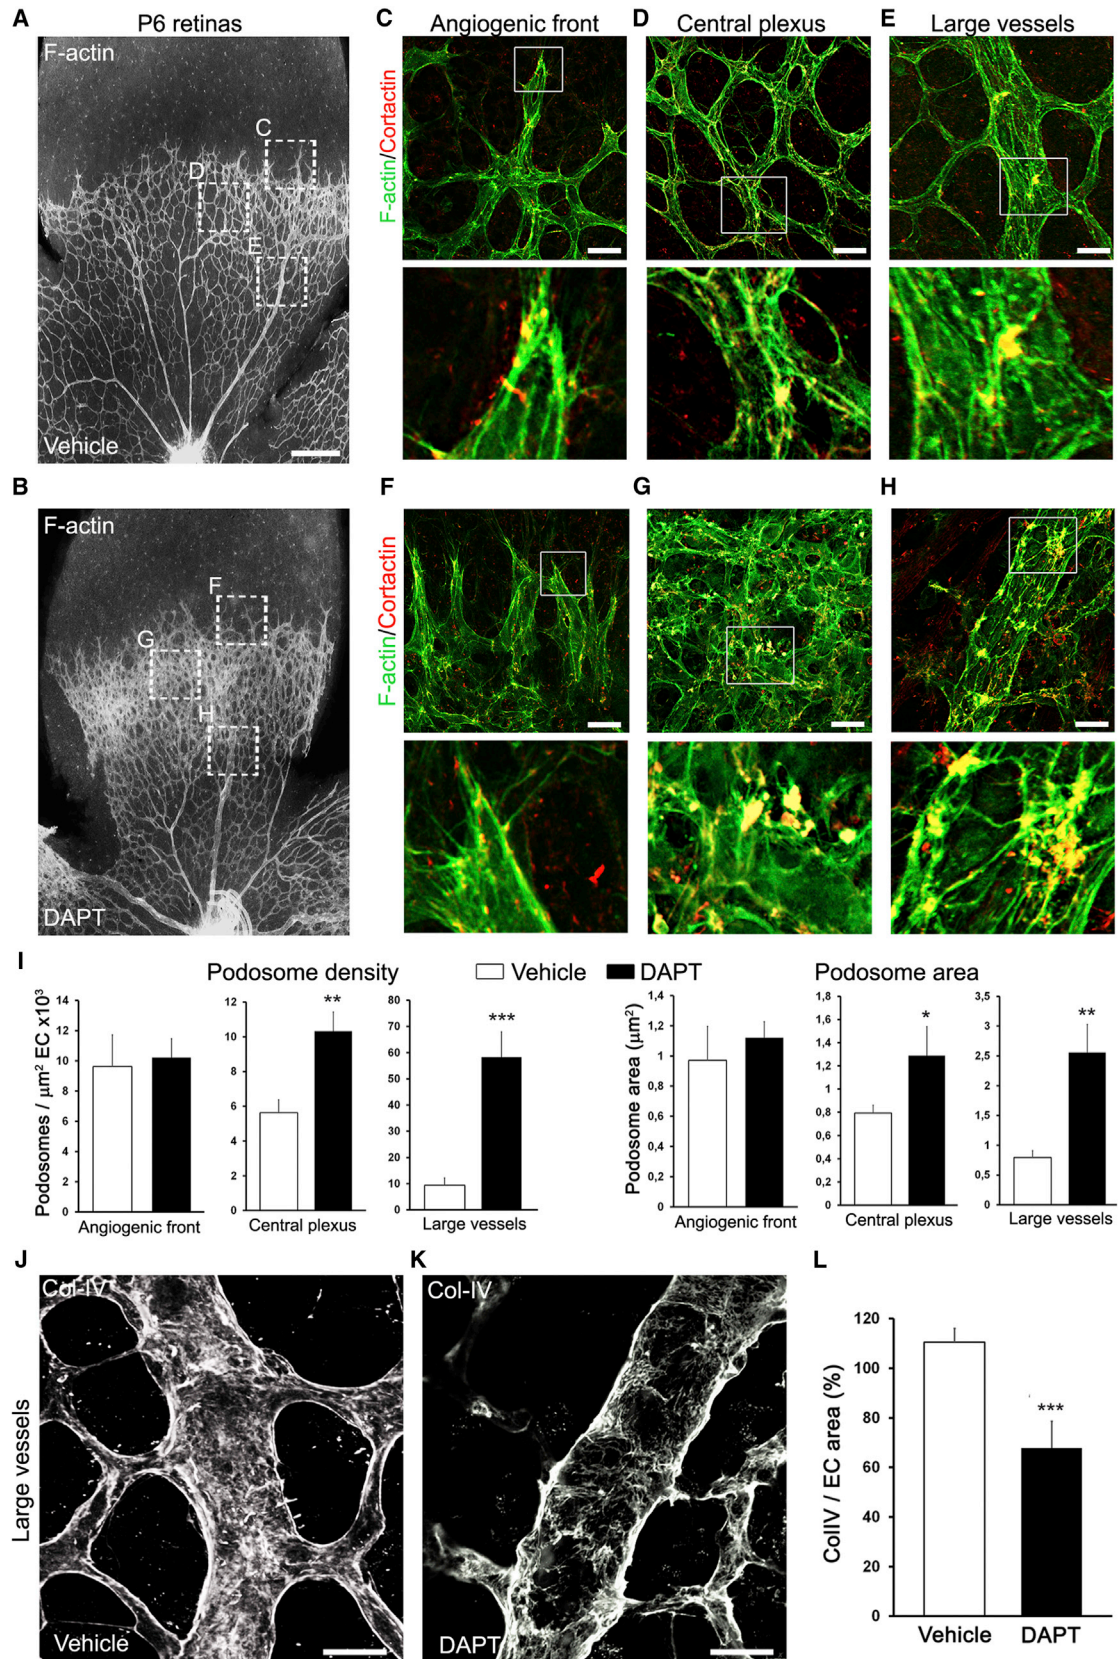 A
P6 retinas
F-actin
C
D
E
Vehicle
C
Angiogenic front
D
Central plexus
E
Large vessels
F-actin/Cortactin
B
F-actin
F
G
H
DAPT
F
G
H
F-actin/Cortactin
I
Podosome density
Vehicle
DAPT
Podosome area
Podosomes / µm² EC x10³
14
12
10
8
6
4
2
0
Angiogenic front
12
10
8
6
4
2
0
**
Central plexus
80
70
60
50
40
30
20
10
0
***
Large vessels
Podosome area (µm²)
1,4
1,2
1
0,8
0,6
0,4
0,2
0
Angiogenic front
1,8
1,6
1,4
1,2
1
0,8
0,6
0,4
0,2
0
*
Central plexus
3,5
3
2,5
2
1,5
1
0,5
0
**
Large vessels
J
Col-IV
Large vessels
Vehicle
K
Col-IV
DAPT
L
ColIV / EC area (%)
120
100
80
60
40
20
0
***
Vehicle
DAPT